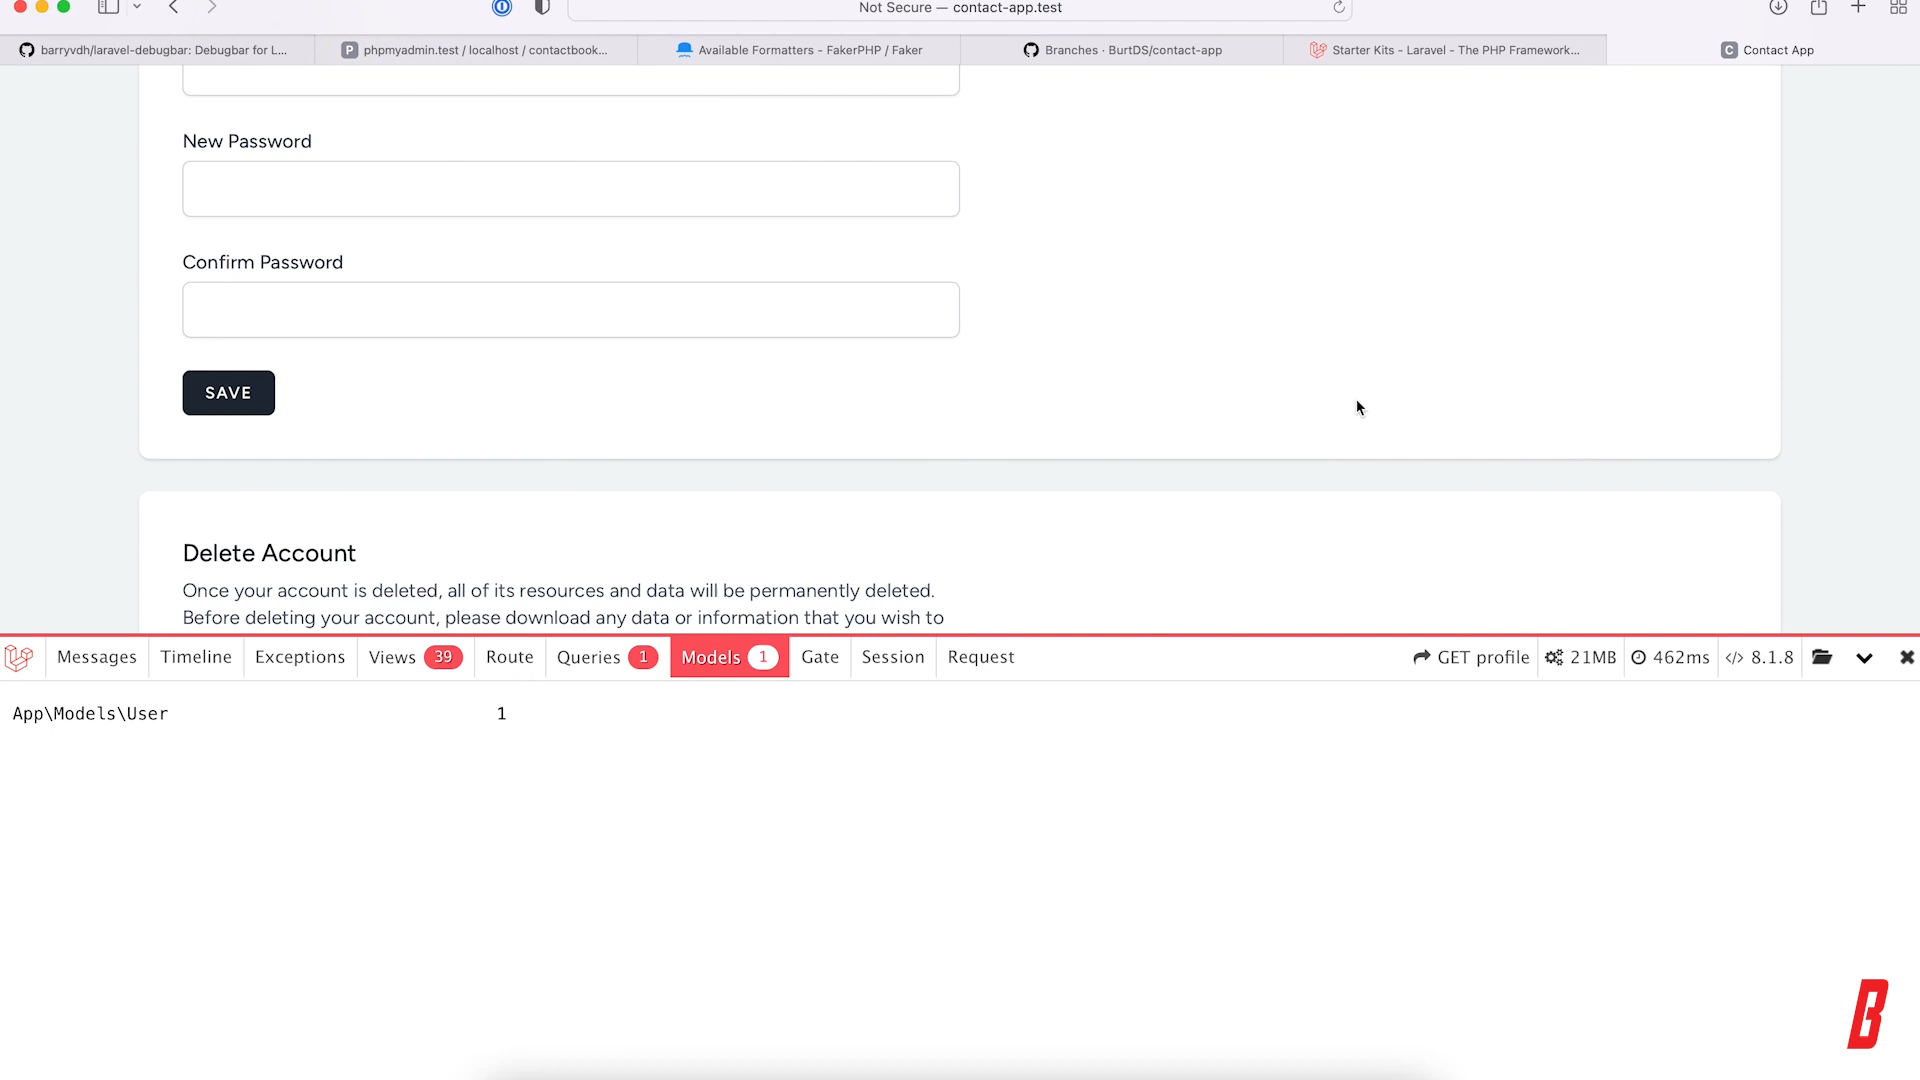 Not Secure — contact-app.test
barryvdh/laravel-debugbar: Debugbar for L...
P phpmyadmin.test / localhost / contactbook...
Available Formatters - FakerPHP / Faker
Branches · BurtDS/contact-app
Starter Kits - Laravel - The PHP Framework...
C Contact App
New Password
Confirm Password
SAVE
Delete Account
Once your account is deleted, all of its resources and data will be permanently deleted.
Before deleting your account, please download any data or information that you wish to
Messages Timeline Exceptions Views 39 Route Queries 1 Models 1 Gate Session Request GET profile 21MB 462ms </> 8.1.8
App\Models\User 1
B